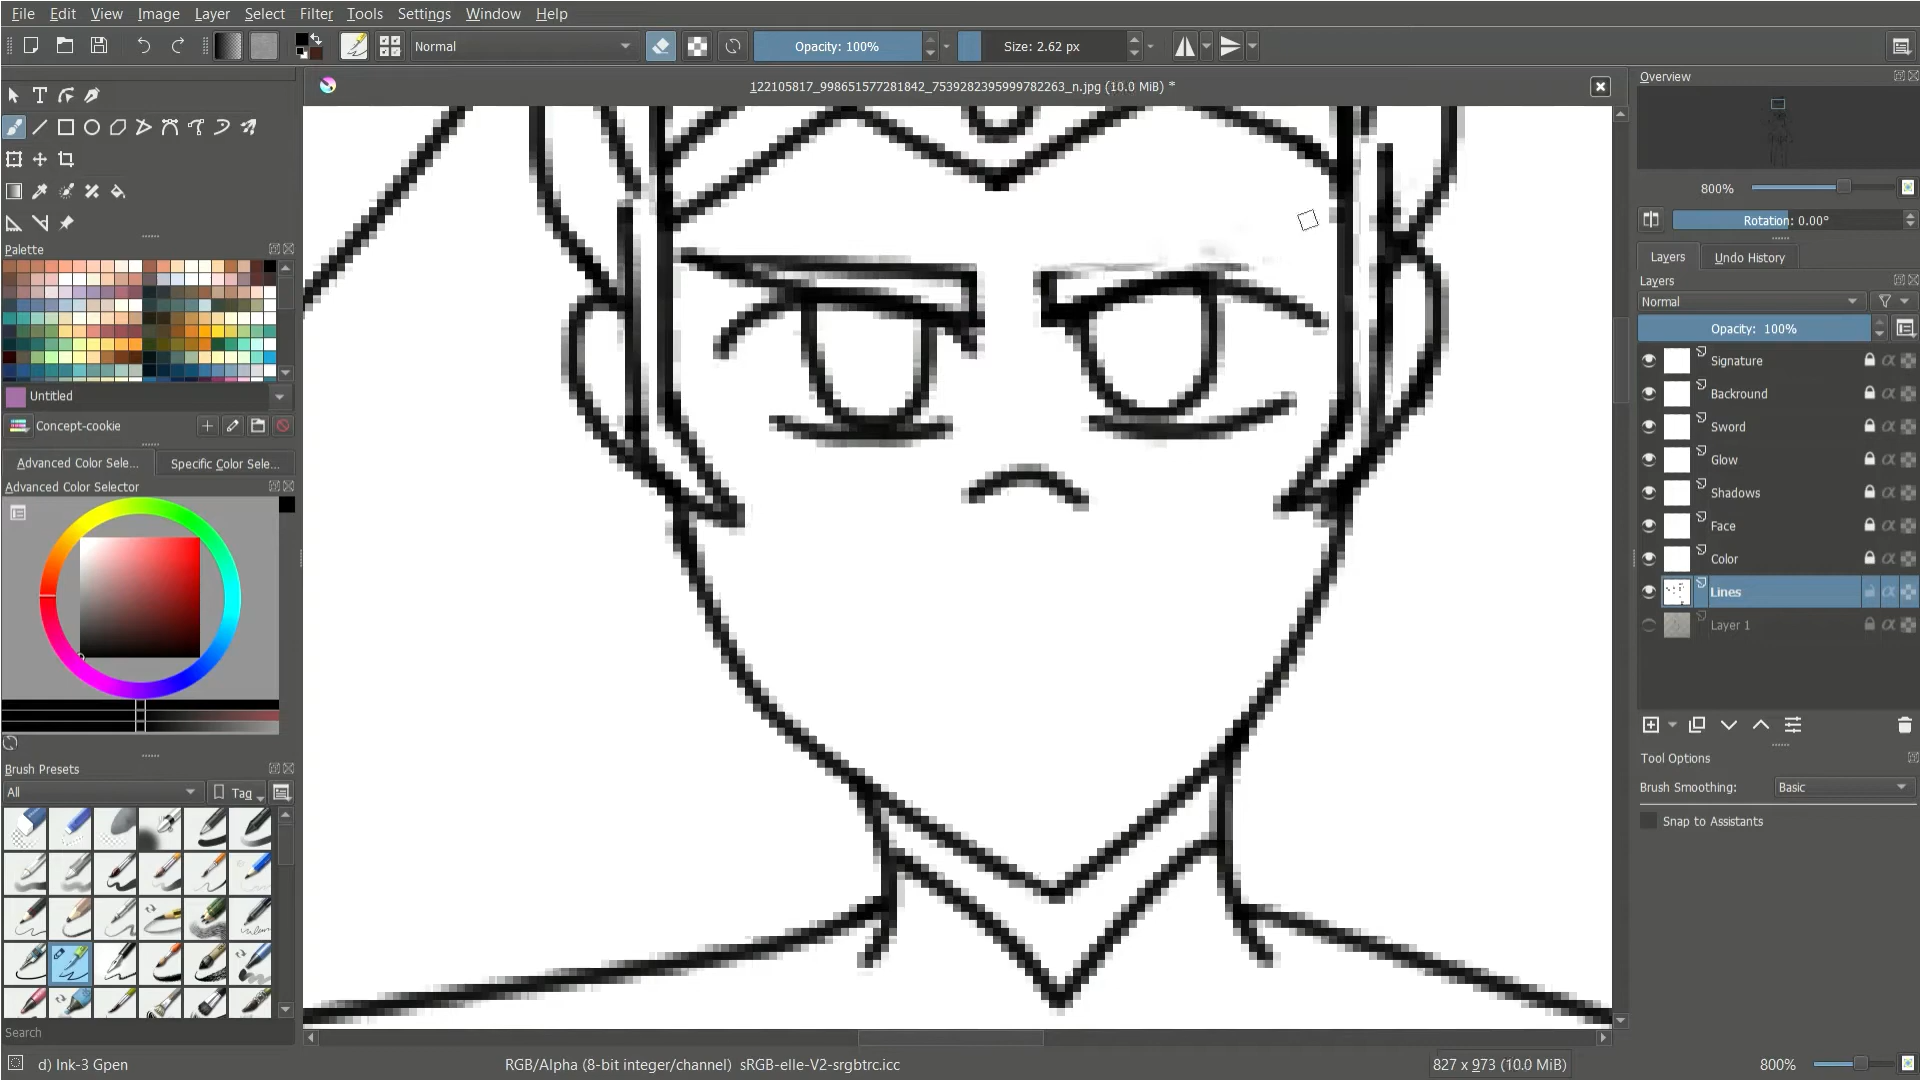 File Edit View Image Layer Select Filter Tools Settings Window Help
Normal Opacity: 100% Size: 2.62 px
122105817_998651577281842_7539282395999782263_n.jpg (10.0 MiB) *
Overview
800%
Rotation: 0.00°
Palette
Untitled
Concept-cookie
Advanced Color Sele... Specific Color Sele...
Advanced Color Selector
Brush Presets
All Tag
Search
Layers Undo History
Layers
Normal
Opacity: 100%
Signature
Backround
Sword
Glow
Shadows
Face
Color
Lines
Layer 1
Tool Options
Brush Smoothing: Basic
Snap to Assistants
d) Ink-3 Gpen RGB/Alpha (8-bit integer/channel) sRGB-elle-V2-srgbtrc.icc 827 x 973 (10.0 MiB) 800%